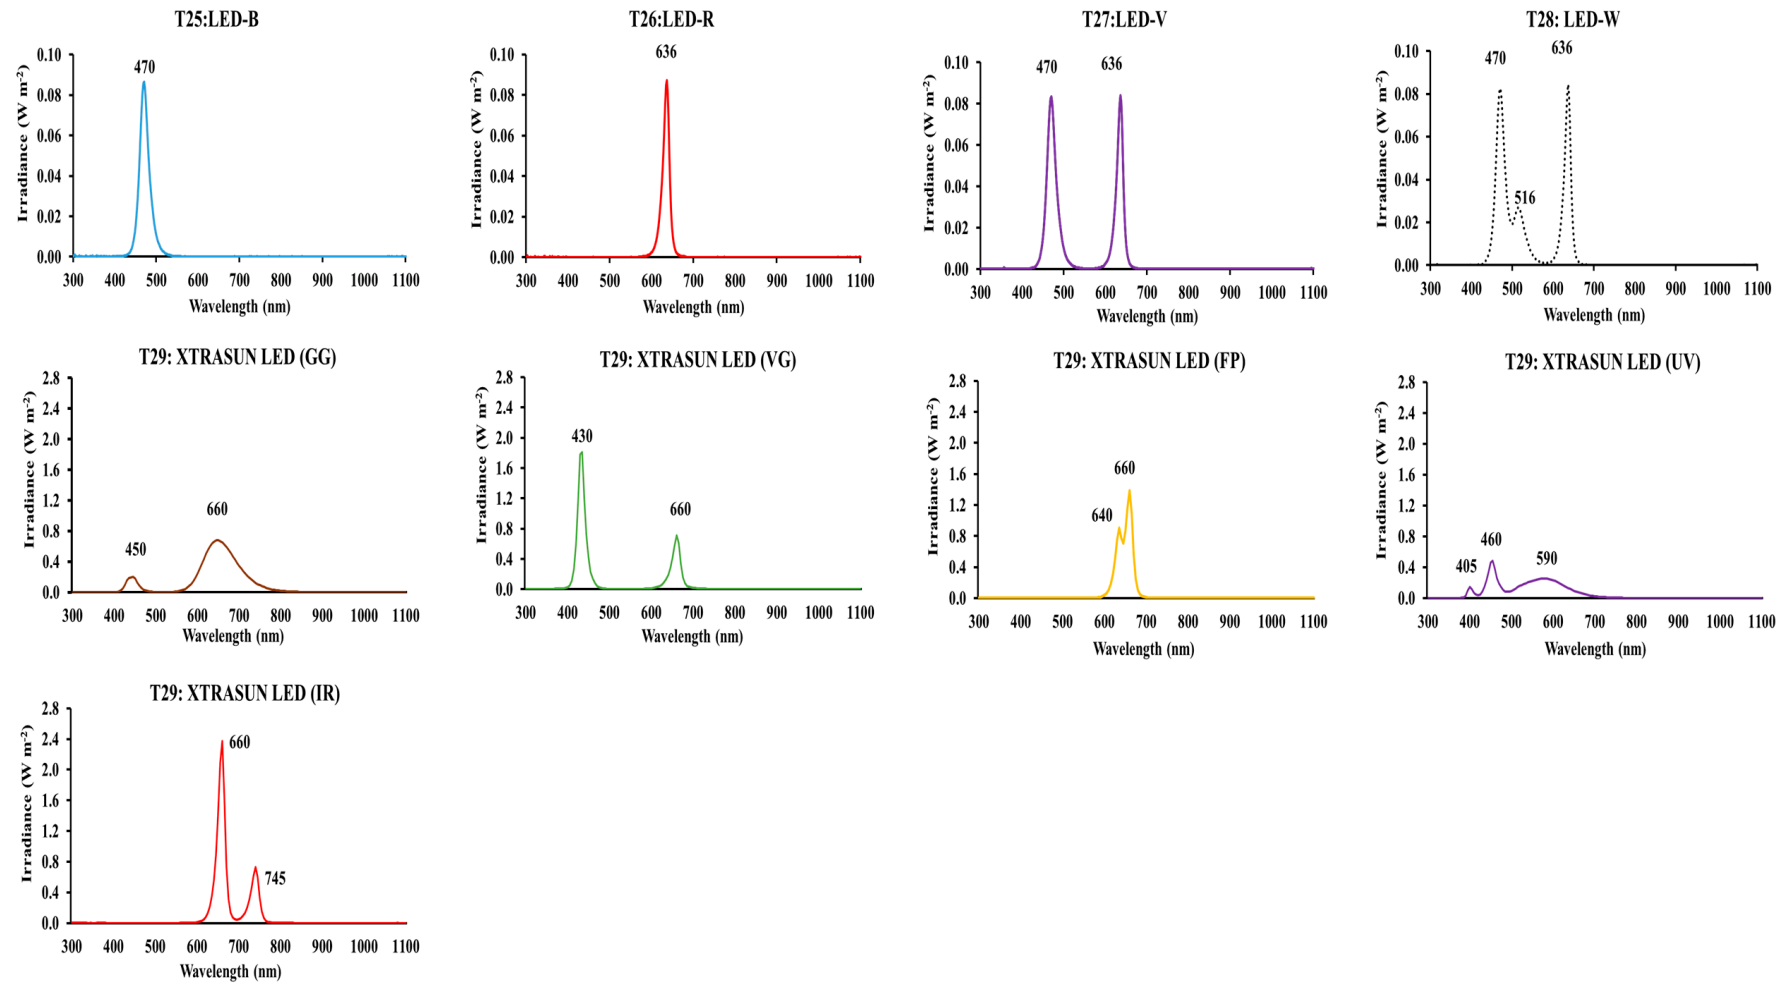 T25:LED-B
T26:LED-R
T27:LED-V
T28: LED-W
Irradiance (W m-2)
0.10
0.08
0.06
0.04
0.02
0.00
470
300 400 500 600 700 800 900 1000 1100
Wavelength (nm)
Irradiance (W m-2)
0.10
0.08
0.06
0.04
0.02
0.00
636
300 400 500 600 700 800 900 1000 1100
Wavelength (nm)
Irradiance (W m-2)
0.10
0.08
0.06
0.04
0.02
0.00
470 636
300 400 500 600 700 800 900 1000 1100
Wavelength (nm)
Irradiance (W m-2)
0.10
0.08
0.06
0.04
0.02
0.00
470 636
516
300 400 500 600 700 800 900 1000 1100
Wavelength (nm)
T29: XTRASUN LED (GG)
Irradiance (W m-2)
2.8
2.4
2.0
1.6
1.2
0.8
0.4
0.0
450 660
300 400 500 600 700 800 900 1000 1100
Wavelength (nm)
T29: XTRASUN LED (VG)
Irradiance (W m-2)
2.8
2.4
2.0
1.6
1.2
0.8
0.4
0.0
430
660
300 400 500 600 700 800 900 1000 1100
Wavelength (nm)
T29: XTRASUN LED (FP)
Irradiance (W m-2)
2.8
2.4
2.0
1.6
1.2
0.8
0.4
0.0
660
640
300 400 500 600 700 800 900 1000 1100
Wavelength (nm)
T29: XTRASUN LED (UV)
Irradiance (W m-2)
2.8
2.4
2.0
1.6
1.2
0.8
0.4
0.0
405 460 590
300 400 500 600 700 800 900 1000 1100
Wavelength (nm)
T29: XTRASUN LED (IR)
Irradiance (W m-2)
2.8
2.4
2.0
1.6
1.2
0.8
0.4
0.0
660
745
300 400 500 600 700 800 900 1000 1100
Wavelength (nm)